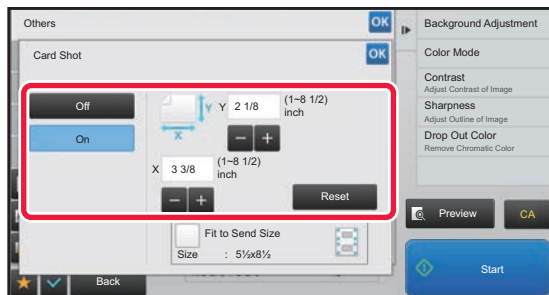 Others
OK
Card Shot
OK
Off
On
Y
X
Y 2 1/8 (1~8 1/2) inch
X 3 3/8 (1~8 1/2) inch
Reset
Fit to Send Size
Size : 5½x8½
Back
Background Adjustment
Color Mode
Contrast
Adjust Contrast of Image
Sharpness
Adjust Outline of Image
Drop Out Color
Remove Chromatic Color
Preview
CA
Start